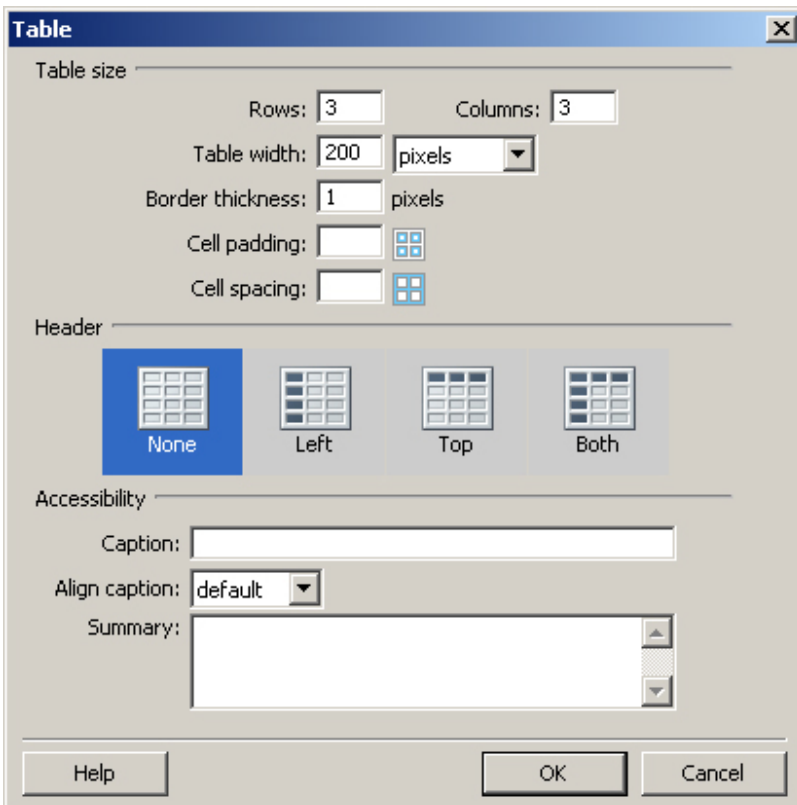 Table
Table size
Rows: 3 Columns: 3
Table width: 200 pixels
Border thickness: 1 pixels
Cell padding:
Cell spacing:
Header
None Left Top Both
Accessibility
Caption:
Align caption: default
Summary:
Help OK Cancel